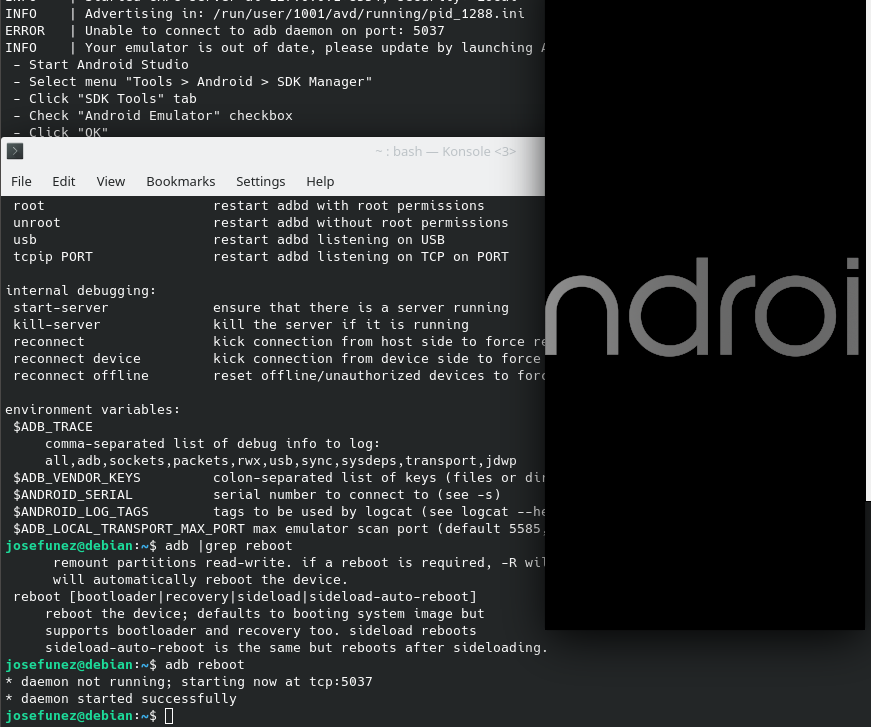 INFO | Advertising in: /run/user/1001/avd/running/pid_1288.ini
ERROR | Unable to connect to adb daemon on port: 5037
INFO | Your emulator is out of date, please update by launching
- Start Android Studio
- Select menu "Tools > Android > SDK Manager"
- Click "SDK Tools" tab
- Check "Android Emulator" checkbox
- Click "OK"
~ : bash — Konsole <3>
File Edit View Bookmarks Settings Help
root restart adbd with root permissions
unroot restart adbd without root permissions
usb restart adbd listening on USB
tcpip PORT restart adbd listening on TCP on PORT
internal debugging:
start-server ensure that there is a server running
kill-server kill the server if it is running
reconnect kick connection from host side to force
reconnect device kick connection from device side to force
reconnect offline reset offline/unauthorized devices to
environment variables:
$ADB_TRACE
comma-separated list of debug info to log:
all,adb,sockets,packets,rwx,usb,sync,sysdeps,transport,jdwp
$ADB_VENDOR_KEYS colon-separated list of keys (files or
$ANDROID_SERIAL serial number to connect to (see -s)
$ANDROID_LOG_TAGS tags to be used by logcat (see logcat
$ADB_LOCAL_TRANSPORT_MAX_PORT max emulator scan port (default 5585,
josefunez@debian:~$ adb |grep reboot
remount partitions read-write. if a reboot is required, -R
will automatically reboot the device.
reboot [bootloader|recovery|sideload|sideload-auto-reboot]
reboot the device; defaults to booting system image but
supports bootloader and recovery too. sideload reboots
sideload-auto-reboot is the same but reboots after sideloading.
josefunez@debian:~$ adb reboot
* daemon not running; starting now at tcp:5037
* daemon started successfully
josefunez@debian:~$
ndroi